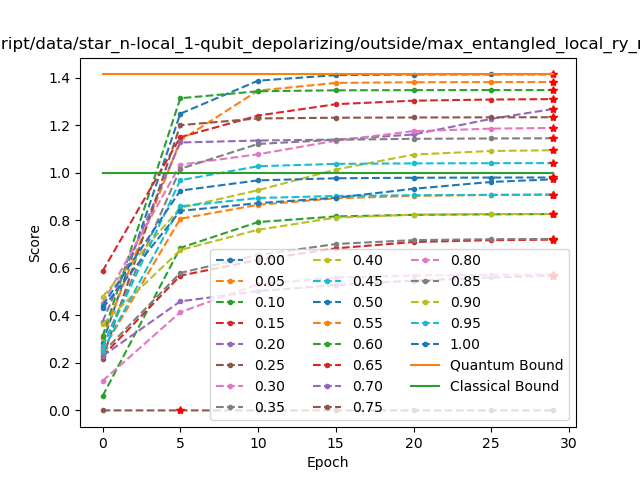 ript/data/star_n-local_1-qubit_depolarizing/outside/max_entangled_local_ry_
1.4
1.2
1.0
0.8
0.6
0.4
0.2
0.0
Score
0 5 10 15 20 25 30
Epoch
0.00 0.40 0.80
0.05 0.45 0.85
0.10 0.50 0.90
0.15 0.55 0.95
0.20 0.60 1.00
0.25 0.65 Quantum Bound
0.30 0.70 Classical Bound
0.35 0.75